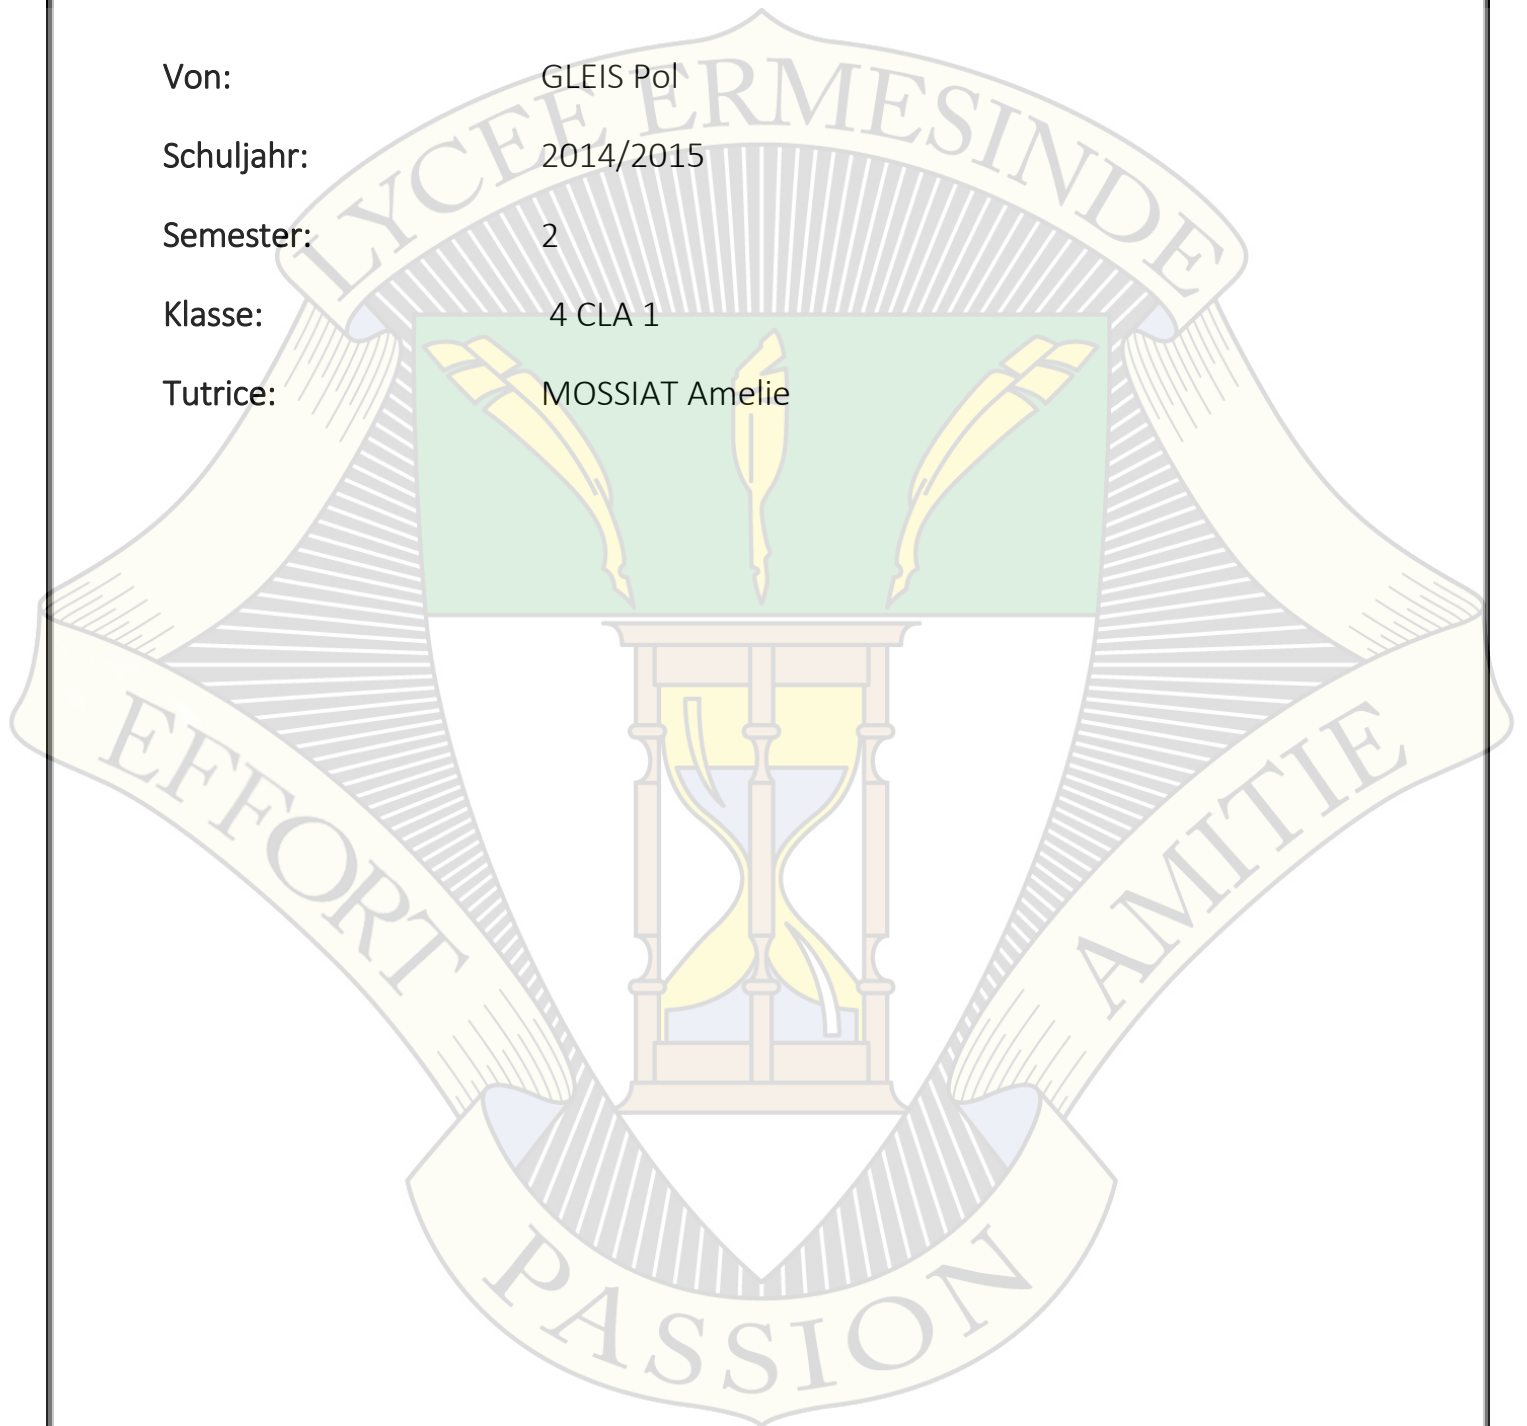 LYCEE ERMESINDE
Von: GLEIS Pol
Schuljahr: 2014/2015
Semester: 2
Klasse: 4 CLA 1
Tutrice: MOSSIAT Amelie
EFFORT
AMITIE
PASSION